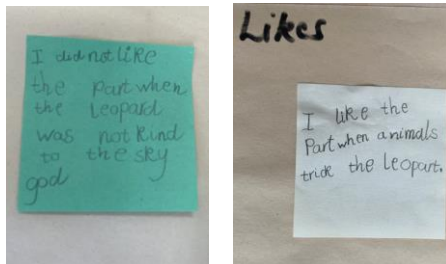 I did not like
the part when
the leopard
was not kind
to the sky
god
Likes
I like the
Part when animals
trick the leopart.